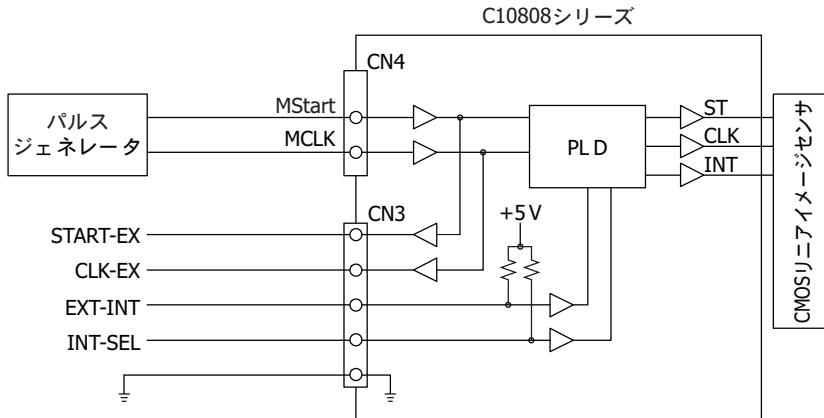 C10808シリーズ
CN4
パルス
ジェネレータ
MStart
MCLK
PLD
ST
CLK
INT
CMOSリニアイメージセンサ
CN3
+5V
START-EX
CLK-EX
EXT-INT
INT-SEL